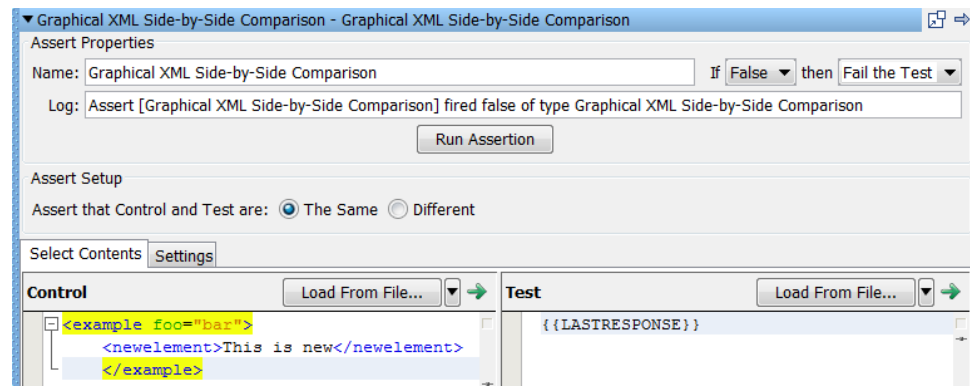 Graphical XML Side-by-Side Comparison - Graphical XML Side-by-Side Comparison
Assert Properties
Name: Graphical XML Side-by-Side Comparison If False then Fail the Test
Log: Assert [Graphical XML Side-by-Side Comparison] fired false of type Graphical XML Side-by-Side Comparison
Run Assertion
Assert Setup
Assert that Control and Test are: The Same Different
Select Contents Settings
Control Load From File... Test Load From File...
<example foo="bar"> {{LASTRESPONSE}}
<newelement>This is new</newelement>
</example>